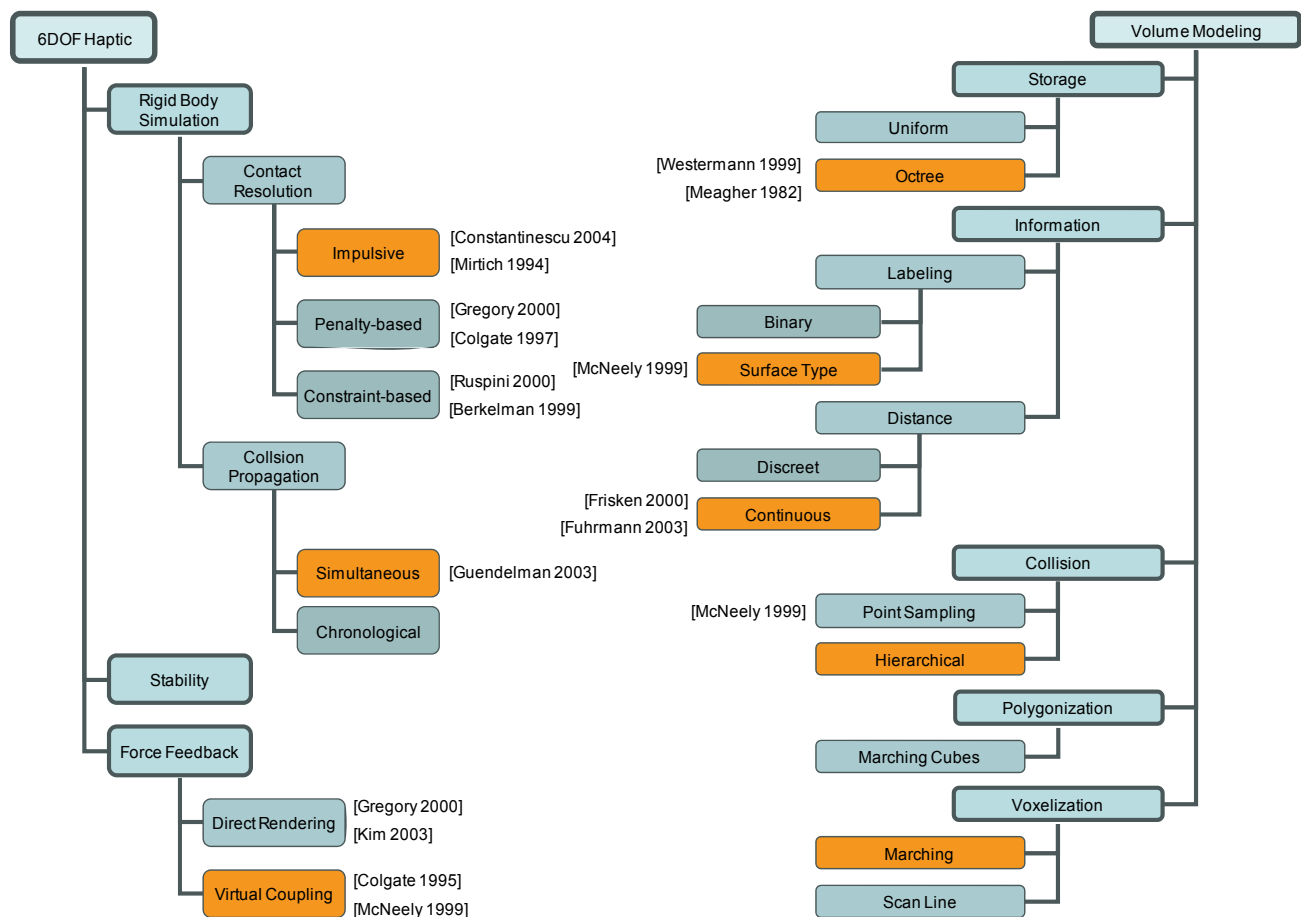 6DOF Haptic
Rigid Body
Simulation
Contact
Resolution
Impulsive
[Constantinescu 2004]
[Mirtich 1994]
Penalty-based
[Gregory 2000]
[Colgate 1997]
Constraint-based
[Ruspini 2000]
[Berkelman 1999]
Collsion
Propagation
Simultaneous
[Guendelman 2003]
Chronological
Stability
Force Feedback
Direct Rendering
[Gregory 2000]
[Kim 2003]
Virtual Coupling
[Colgate 1995]
[McNeely 1999]
Volume Modeling
Storage
Uniform
[Westermann 1999]
[Meagher 1982]
Octree
Information
Labeling
Binary
[McNeely 1999]
Surface Type
Distance
Discreet
[Frisken 2000]
[Fuhrmann 2003]
Continuous
Collision
[McNeely 1999]
Point Sampling
Hierarchical
Polygonization
Marching Cubes
Voxelization
Marching
Scan Line